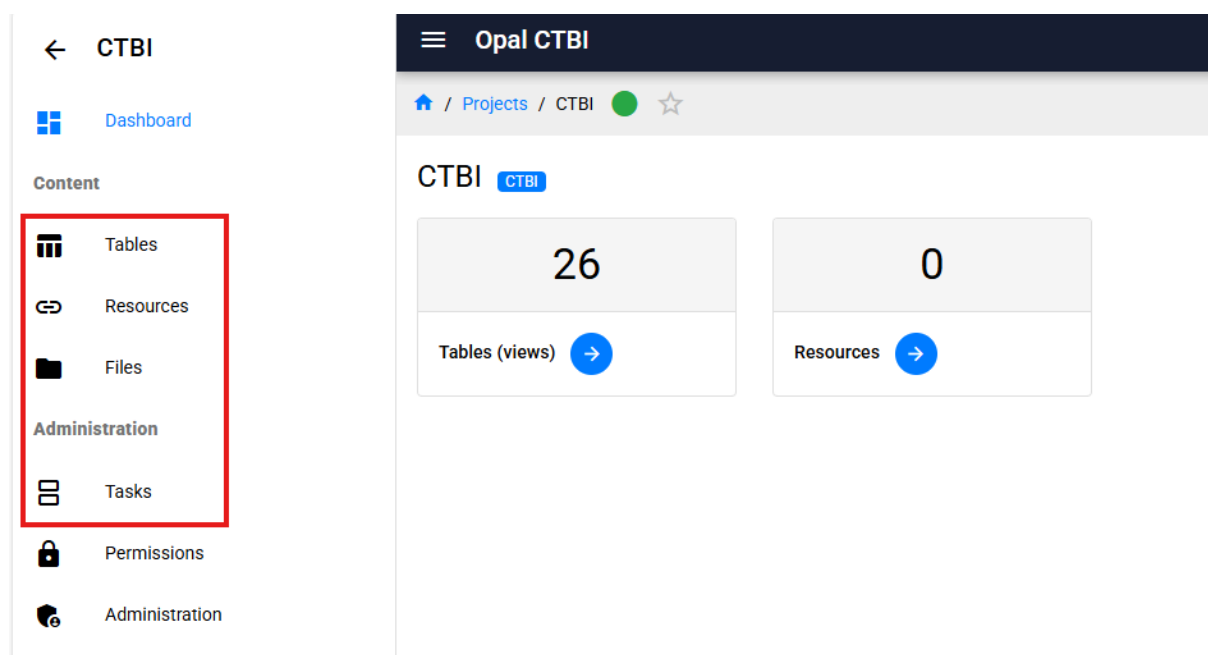 CTBI
Dashboard
Content
Tables
Resources
Files
Administration
Tasks
Permissions
Administration
Opal CTBI
/ Projects / CTBI
CTBI CTBI
26
Tables (views)
0
Resources